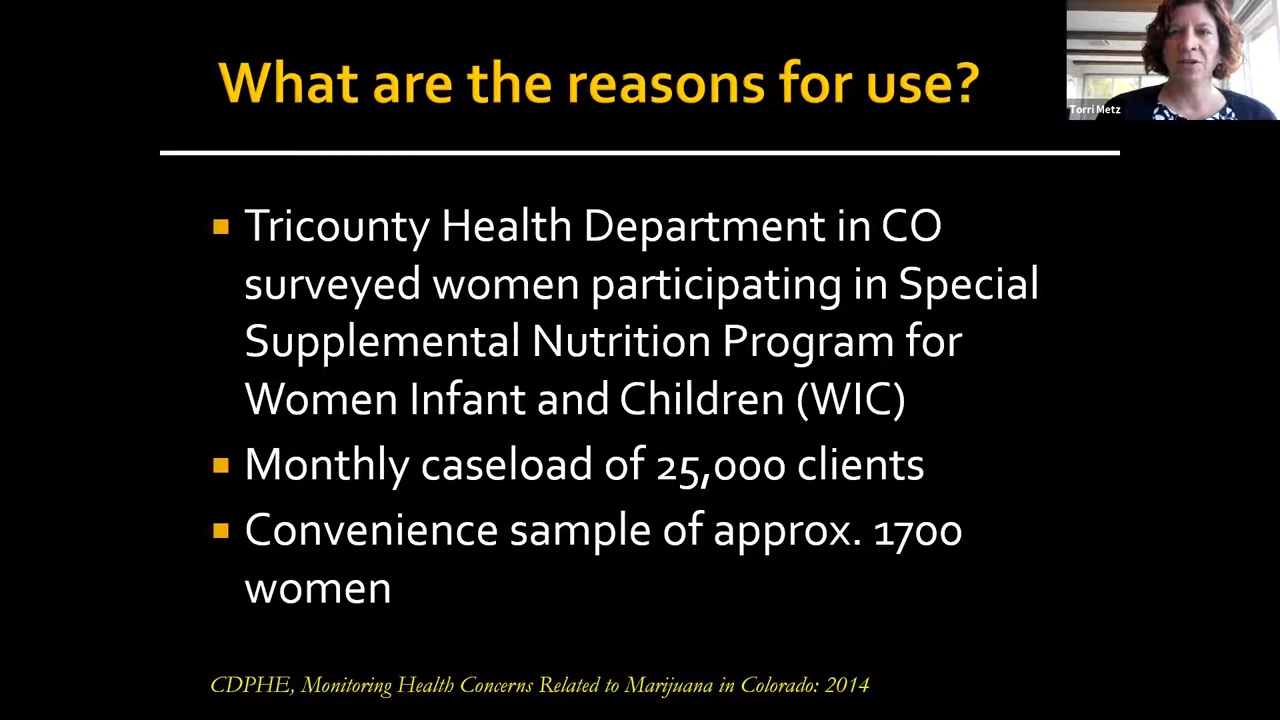 What are the reasons for use?
Torri Metz
Tricounty Health Department in CO
surveyed women participating in Special
Supplemental Nutrition Program for
Women Infant and Children (WIC)
Monthly caseload of 25,000 clients
Convenience sample of approx. 1700
women
CDPHE, Monitoring Health Concerns Related to Marijuana in Colorado: 2014